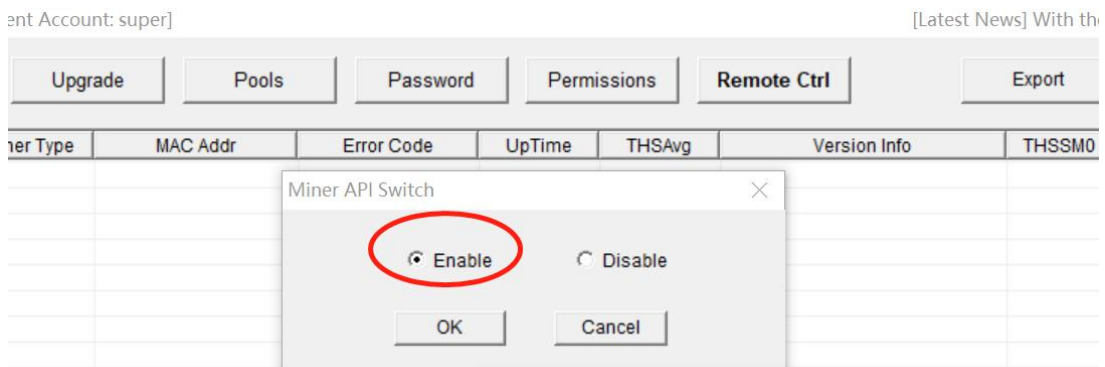 ent Account: super] [Latest News] With the
Upgrade Pools Password Permissions Remote Ctrl Export
ner Type MAC Addr Error Code UpTime THSAvg Version Info THSSM0
Miner API Switch
Enable Disable
OK Cancel